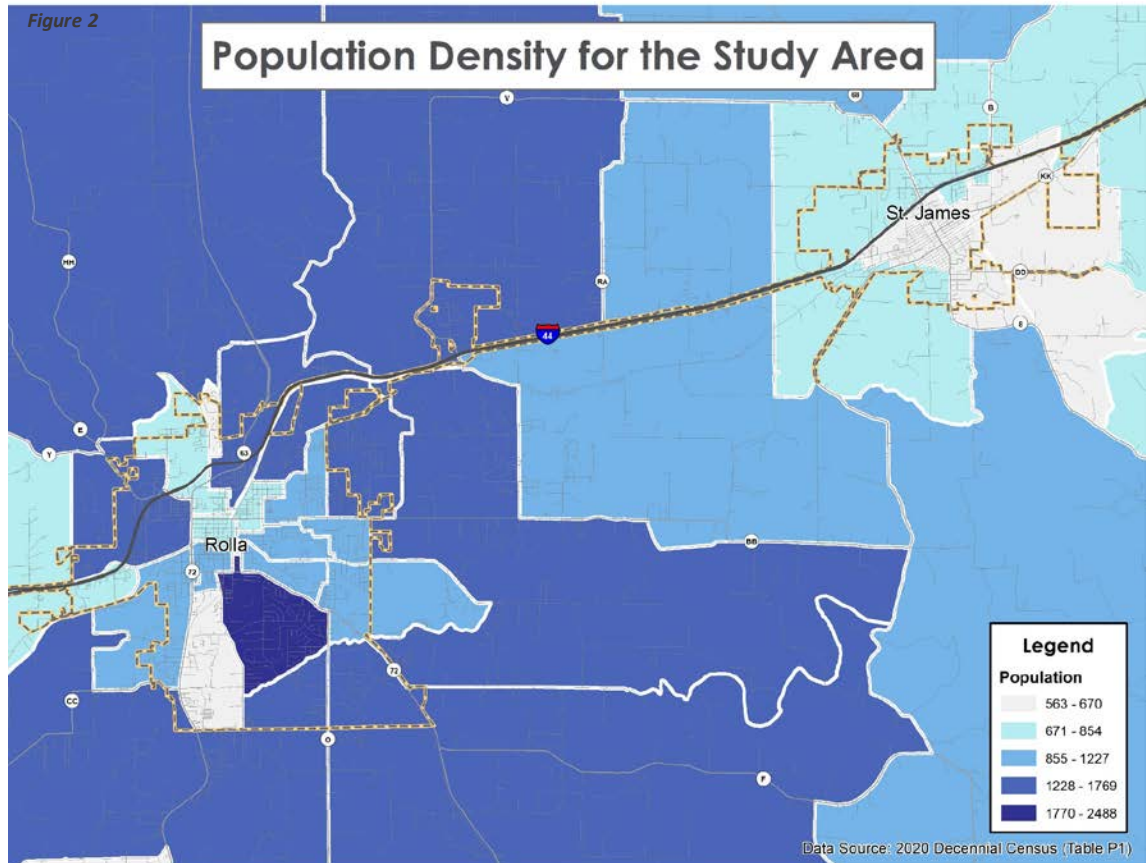 Figure 2
Population Density for the Study Area
V
68
B
KK
St. James
MM
RA
DD
E
44
E
Y
63
BB
Rolla
72
72
CC
O
F
Legend
Population
563 - 670
671 - 854
855 - 1227
1228 - 1769
1770 - 2488
Data Source: 2020 Decennial Census (Table P1)